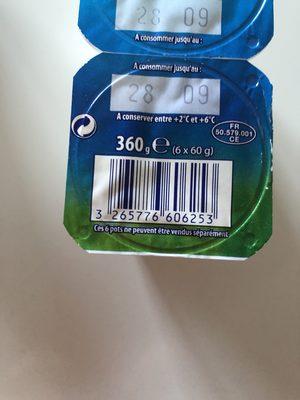 28 09
A consommer jusqu'au :
A consommer jusqu'au :
28 09
A conserver entre +2°C et +6°C
360 g ℮ (6 x 60 g)
FR
50.579.001
CE
3 265776 606253
Ces 6 pots ne peuvent être vendus séparément.